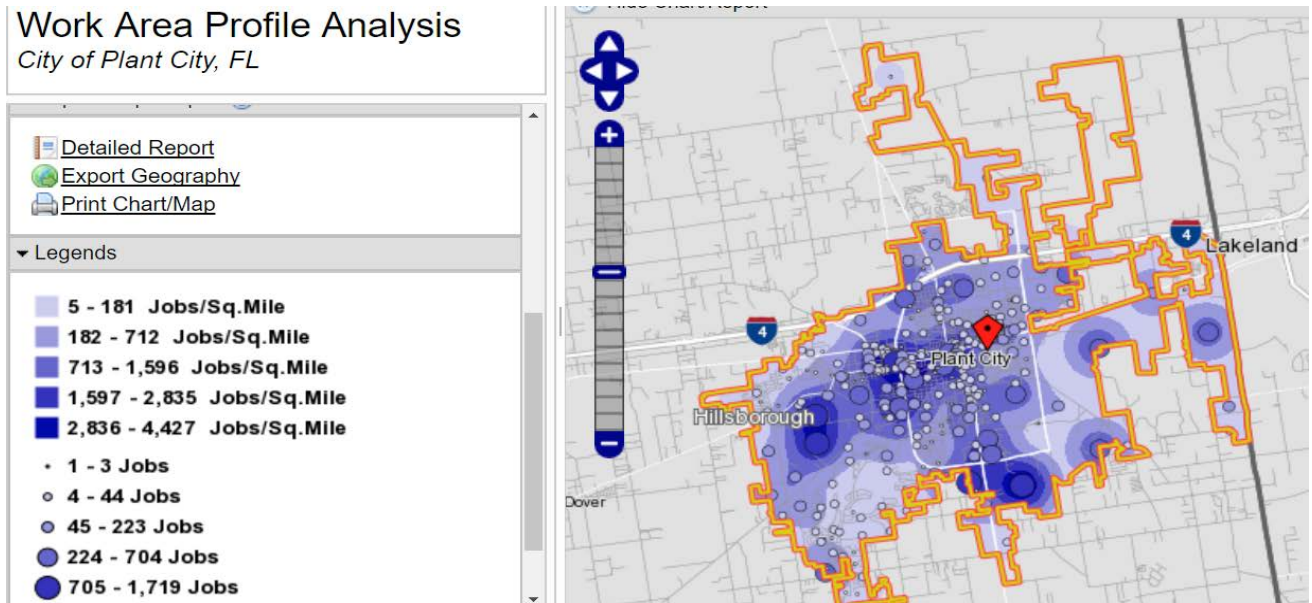 Work Area Profile Analysis
City of Plant City, FL
Detailed Report
Export Geography
Print Chart/Map
Legends
5 - 181 Jobs/Sq.Mile
182 - 712 Jobs/Sq.Mile
713 - 1,596 Jobs/Sq.Mile
1,597 - 2,835 Jobs/Sq.Mile
2,836 - 4,427 Jobs/Sq.Mile
1 - 3 Jobs
4 - 44 Jobs
45 - 223 Jobs
224 - 704 Jobs
705 - 1,719 Jobs
Hide Chart/Report
4
Lakeland
4
Plant City
Hillsborough
Dover